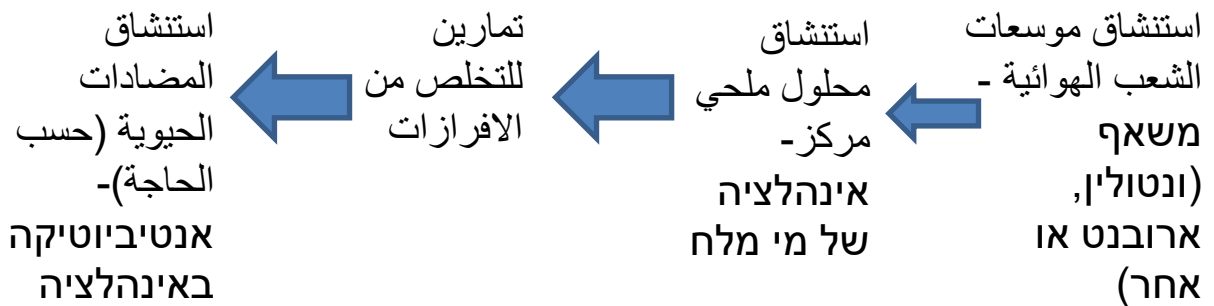 استنشاق موسعات
الشعب الهوائية -
משאף
(ונטולין,
ארובנט או
אחר)
استنشاق
محلول ملحي
مركز-
אינהלציה
של מי מלח
تمارين
للتخلص من
الافرازات
استنشاق
المضادات
الحيوية (حسب
الحاجة)-
אנטיביוטיקה
באינהלציה